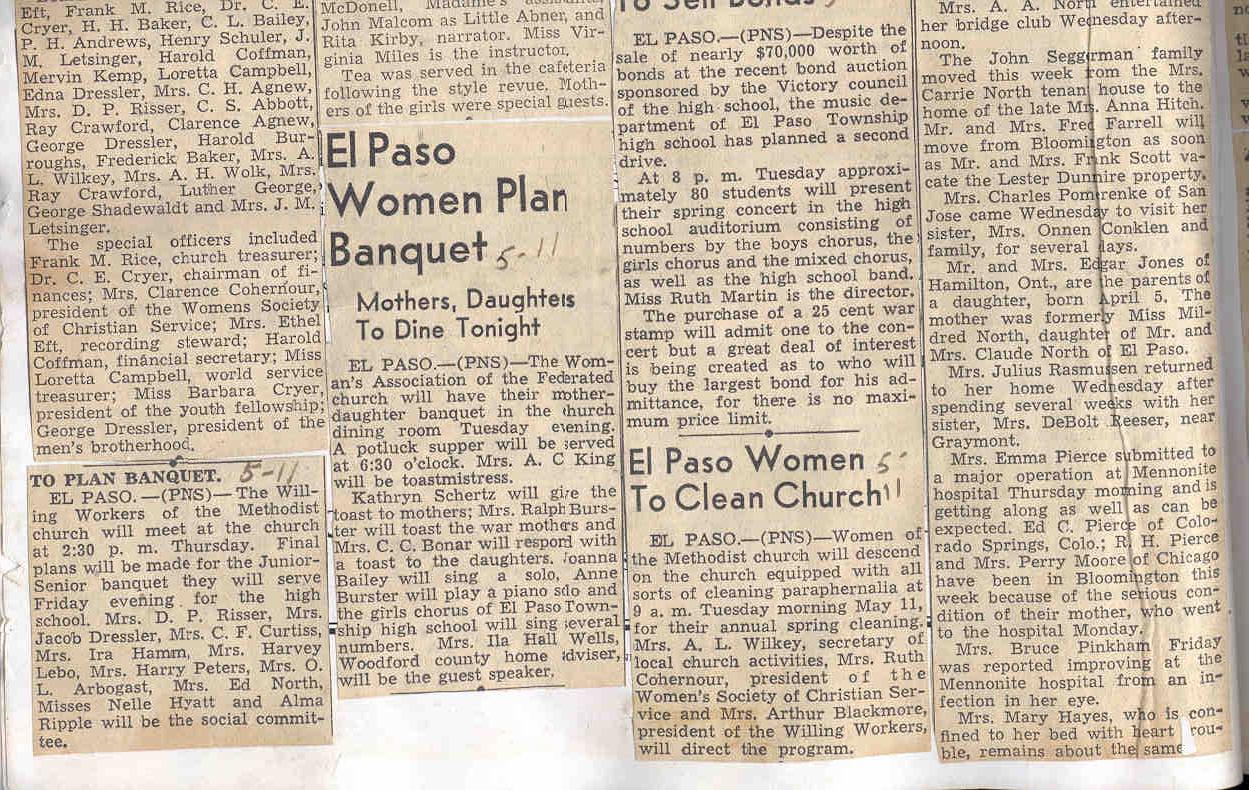 Eft, Frank M. Rice, Dr. C. E.
Cryer, H. H. Baker, C. L. Bailey,
P. H. Andrews, Henry Schuler, J.
M. Letsinger, Harold Coffman,
Mervin Kemp, Loretta Campbell,
Edna Dressler, Mrs. C. H. Agnew,
Mrs. D. P. Risser, C. S. Abbott,
Ray Crawford, Clarence Agnew,
George Dressler, Harold Bur-
roughs, Frederick Baker, Mrs. A.
L. Wilkey, Mrs. A. H. Wolk, Mrs.
Ray Crawford, Luther George,
George Shadewaldt and Mrs. J. M.
Letsinger.
The special officers included
Frank M. Rice, church treasurer;
Dr. C. E. Cryer, chairman of fi-
nances; Mrs. Clarence Cohernour,
president of the Womens Society
of Christian Service; Mrs. Ethel
Eft, recording steward; Harold
Coffman, financial secretary; Miss
Loretta Campbell, world service
treasurer; Miss Barbara Cryer,
president of the youth fellowship;
George Dressler, president of the
men's brotherhood.
TO PLAN BANQUET. 5-11
EL PASO.—(PNS)—The Will-
ing Workers of the Methodist
church will meet at the church
at 2:30 p. m. Thursday. Final
plans will be made for the Junior-
Senior banquet they will serve
Friday evening for the high
school. Mrs. D. P. Risser, Mrs.
Jacob Dressler, Mrs. C. F. Curtiss,
Mrs. Ira Hamm, Mrs. Harvey
Lebo, Mrs. Harry Peters, Mrs. O.
L. Arbogast, Mrs. Ed North,
Misses Nelle Hyatt and Alma
Ripple will be the social commit-
tee.
McDonell, Madame's
John Malcom as Little Abner, and
Rita Kirby, narrator. Miss Vir-
ginia Miles is the instructor.
Tea was served in the cafeteria
following the style revue. Moth-
ers of the girls were special guests.
El Paso
Women Plan
Banquet 5-11
Mothers, Daughters
To Dine Tonight
EL PASO.—(PNS)—The Wom-
an's Association of the Federated
church will have their mother-
daughter banquet in the church
dining room Tuesday evening.
A potluck supper will be served
at 6:30 o'clock. Mrs. A. C King
will be toastmistress.
Kathryn Schertz will give the
toast to mothers; Mrs. Ralph Burs-
ter will toast the war mothers and
Mrs. C. C. Bonar will respond with
a toast to the daughters. Joanna
Bailey will sing a solo, Anne
Burster will play a piano solo and
the girls chorus of El Paso Town-
ship high school will sing several
numbers. Mrs. Ila Hall Wells,
Woodford county home adviser,
will be the guest speaker.
To Sell Bonds
EL PASO.—(PNS)—Despite the
sale of nearly $70,000 worth of
bonds at the recent bond auction
sponsored by the Victory council
of the high school, the music de-
partment of El Paso Township
high school has planned a second
drive.
At 8 p. m. Tuesday approxi-
mately 80 students will present
their spring concert in the high
school auditorium consisting of
numbers by the boys chorus, the
girls chorus and the mixed chorus,
as well as the high school band.
Miss Ruth Martin is the director.
The purchase of a 25 cent war
stamp will admit one to the con-
cert but a great deal of interest
is being created as to who will
buy the largest bond for his ad-
mittance, for there is no maxi-
mum price limit.
El Paso Women 5-
To Clean Church 11
EL PASO.—(PNS)—Women of
the Methodist church will descend
on the church equipped with all
sorts of cleaning paraphernalia at
9 a. m. Tuesday morning May 11,
for their annual spring cleaning.
Mrs. A. L. Wilkey, secretary of
local church activities, Mrs. Ruth
Cohernour, president of the
Women's Society of Christian Ser-
vice and Mrs. Arthur Blackmore,
president of the Willing Workers,
will direct the program.
Mrs. A. A. North entertained
her bridge club Wednesday after-
noon.
The John Seggerman family
moved this week from the Mrs.
Carrie North tenant house to the
home of the late Mrs. Anna Hitch.
Mr. and Mrs. Fred Farrell will
move from Bloomington as soon
as Mr. and Mrs. Frank Scott va-
cate the Lester Dunmire property.
Mrs. Charles Pomrenke of San
Jose came Wednesday to visit her
sister, Mrs. Onnen Conklen and
family, for several days.
Mr. and Mrs. Edgar Jones of
Hamilton, Ont., are the parents of
a daughter, born April 5. The
mother was formerly Miss Mil-
dred North, daughter of Mr. and
Mrs. Claude North of El Paso.
Mrs. Julius Rasmussen returned
to her home Wednesday after
spending several weeks with her
sister, Mrs. DeBolt Reeser, near
Graymont.
Mrs. Emma Pierce submitted to
a major operation at Mennonite
hospital Thursday morning and is
getting along as well as can be
expected. Ed C. Pierce of Colo-
rado Springs, Colo.; R. H. Pierce
and Mrs. Perry Moore of Chicago
have been in Bloomington this
week because of the serious con-
dition of their mother, who went
to the hospital Monday.
Mrs. Bruce Pinkham Friday
was reported improving at the
Mennonite hospital from an in-
fection in her eye.
Mrs. Mary Hayes, who is con-
fined to her bed with heart rou-
ble, remains about the same